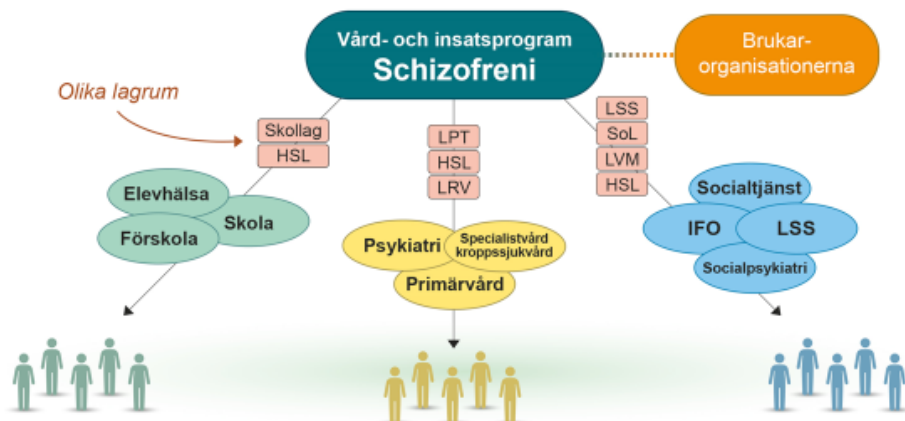 Vård- och insatsprogram
Schizofreni
Brukar-
organisationerna
Olika lagrum
Skollag
HSL
LPT
HSL
LRV
LSS
SoL
LVM
HSL
Elevhälsa
Skola
Förskola
Psykiatri
Specialistvård
kroppssjukvård
Primärvård
Socialtjänst
IFO
LSS
Socialpsykiatri